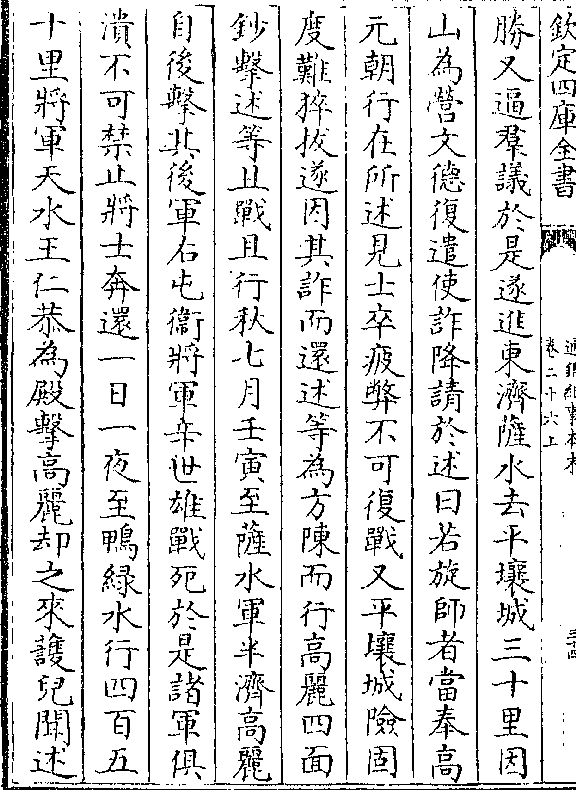 欽定四庫全書
通鑑紀事本末
卷二十六上
勝又逼羣議於是遂進東濟薩水去平壤城三十里因
山為營文德復遣使詐降請於述曰若旋師者當奉高
元朝行在所述見士卒疲弊不可復戰又平壤城險固
度難猝拔遂因其詐而還述等為方陳而行高麗四面
鈔擊述等且戰且行秋七月壬寅至薩水軍半濟高麗
自後擊其後軍右屯衞將軍辛世雄戰死於是諸軍俱
潰不可禁止將士奔還一日一夜至鴨緑水行四百五
十里將軍天水王仁恭為殿擊高麗却之來護兒聞述